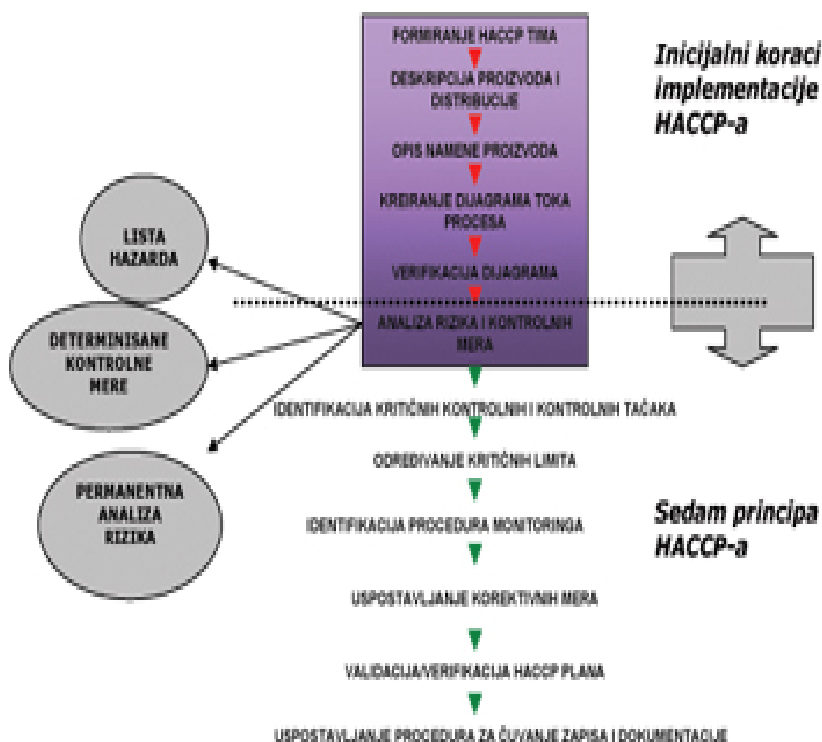 FORMIRANJE HACCP TIMA
DESKRIPCIJA PROIZVODA I
DISTRIBUCIJE
OPIS NAMENE PROIZVODA
KREIRANJE DIJAGRAMA TOKA
PROCESA
VERIFIKACIJA DIJAGRAMA
ANALIZA RIZIKA I KONTROLNIH
MERA
IDENTIFIKACIJA KRITIČNIH KONTROLNIH I KONTROLNIH TAČAKA
ODREĐIVANJE KRITIČNIH LIMITA
IDENTIFIKACIJA PROCEDURA MONITORINGA
USPOSTAVLJANJE KOREKTIVNIH MERA
VALIDACIJA/VERIFIKACIJA HACCP PLANA
USPOSTAVLJANJE PROCEDURA ZA ČUVANJE ZAPISA I DOKUMENTACIJE
LISTA
HAZARDA
DETERMINISANE
KONTROLNE
MERE
PERMANENTNA
ANALIZA
RIZIKA
Inicijalni koraci
implementacije
HACCP-a
Sedam principa
HACCP-a